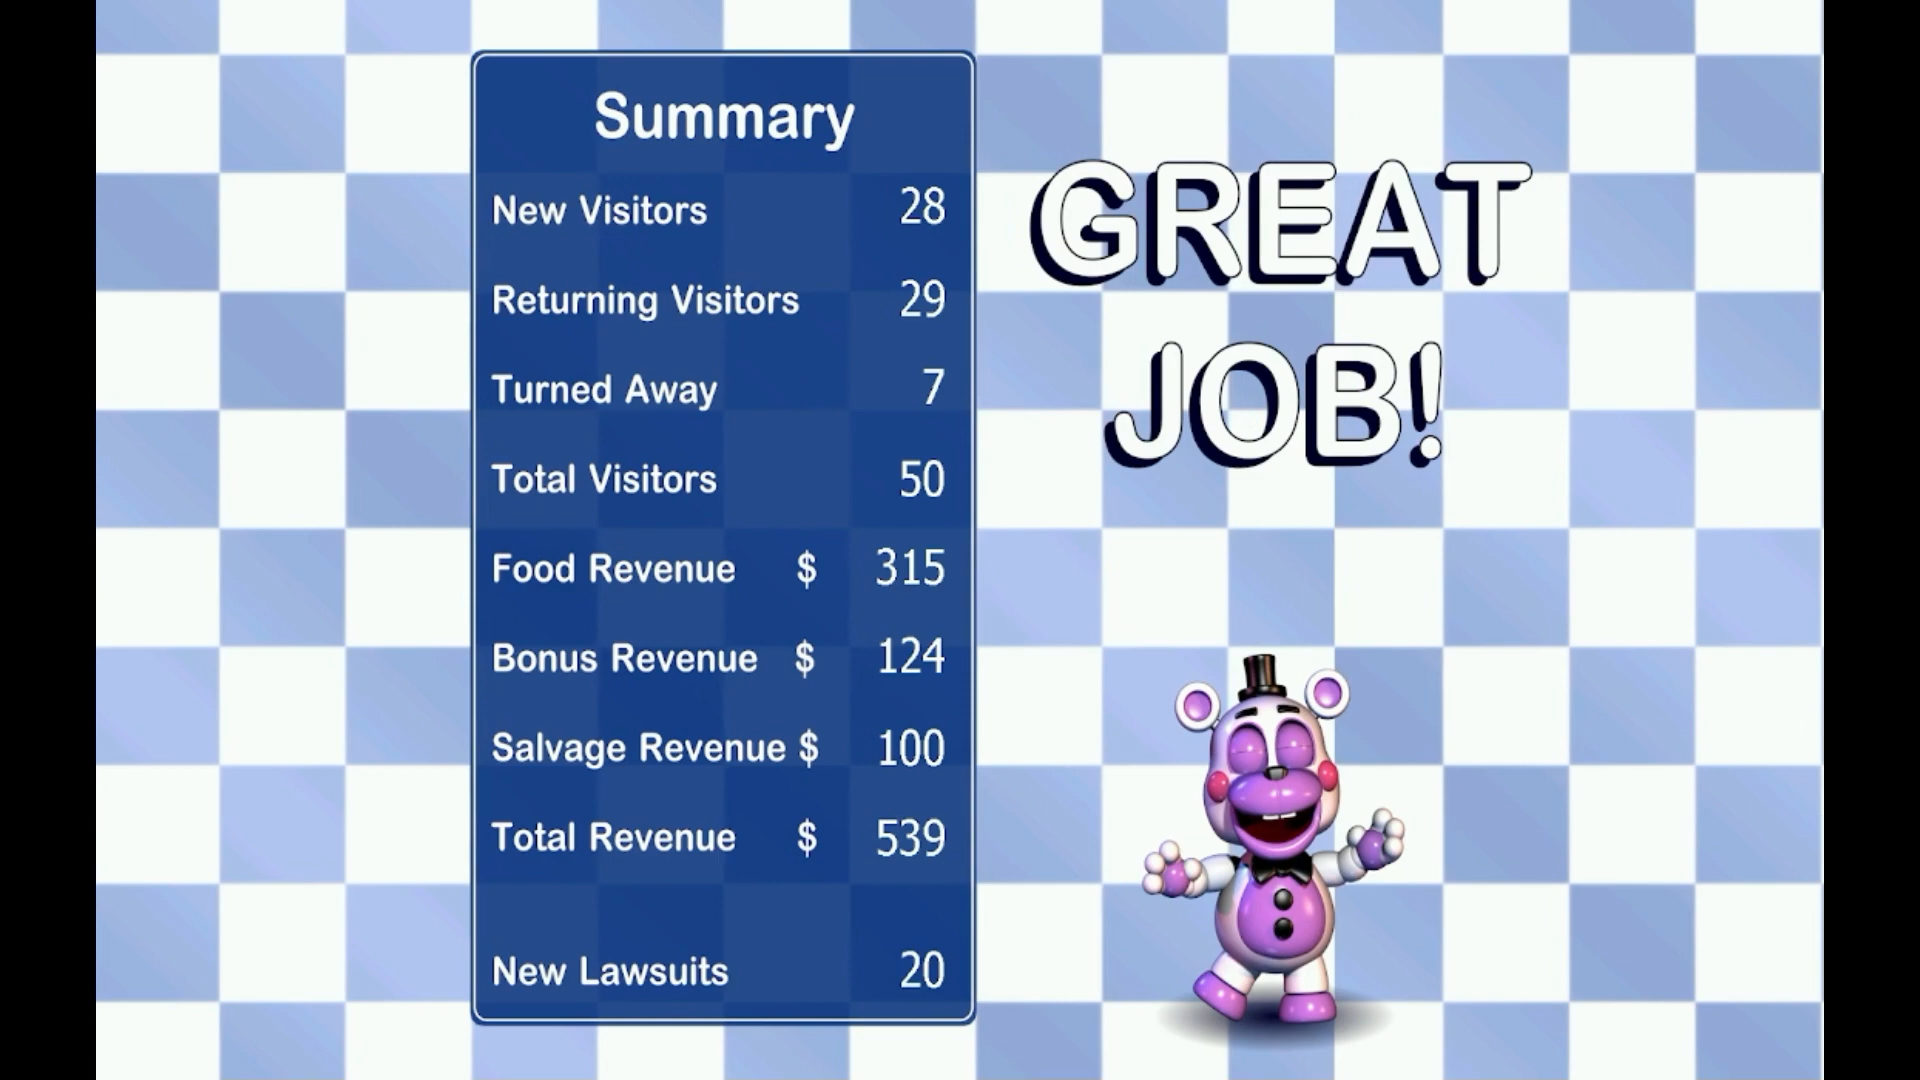 Summary
New Visitors 28
Returning Visitors 29
Turned Away 7
Total Visitors 50
Food Revenue $ 315
Bonus Revenue $ 124
Salvage Revenue $ 100
Total Revenue $ 539
New Lawsuits 20
GREAT
JOB!